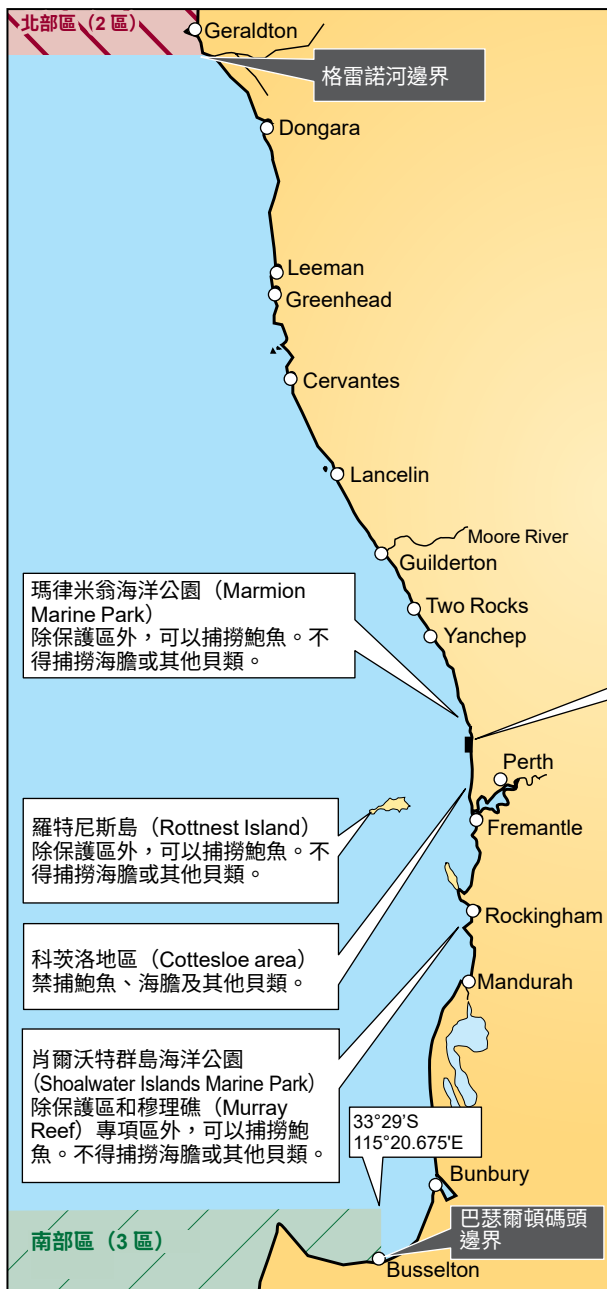 北部區（2 區）
Geraldton
格雷諾河邊界
Dongara
Leeman
Greenhead
Cervantes
Lancelin
Moore River
Guilderton
瑪律米翁海洋公園（Marmion
Marine Park）
除保護區外，可以捕撈鮑魚。不
得捕撈海膽或其他貝類。
Two Rocks
Yanchep
Perth
羅特尼斯島（Rottnest Island）
除保護區外，可以捕撈鮑魚。不
得捕撈海膽或其他貝類。
Fremantle
Rockingham
科茨洛地區（Cottesloe area）
禁捕鮑魚、海膽及其他貝類。
Mandurah
肖爾沃特群島海洋公園
（Shoalwater Islands Marine Park）
除保護區和穆理礁（Murray
Reef）專項區外，可以捕撈鮑
魚。不得捕撈海膽或其他貝類。
33°29’S
115°20.675'E
Bunbury
巴瑟爾頓碼頭
邊界
南部區（3 區）
Busselton